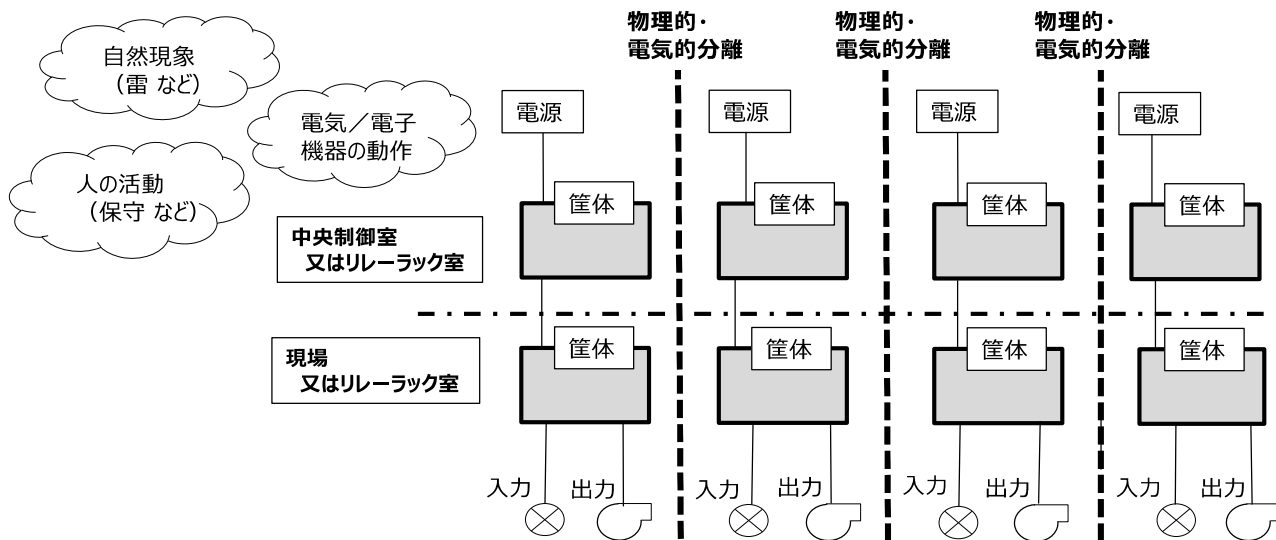 物理的・
電気的分離
物理的・
電気的分離
物理的・
電気的分離
自然現象
（雷 など）
電気／電子
機器の動作
人の活動
（保守 など）
電源
電源
電源
電源
筐体
筐体
筐体
筐体
中央制御室
又はリレーラック室
筐体
筐体
筐体
筐体
現場
又はリレーラック室
入力
出力
入力
出力
入力
出力
入力
出力